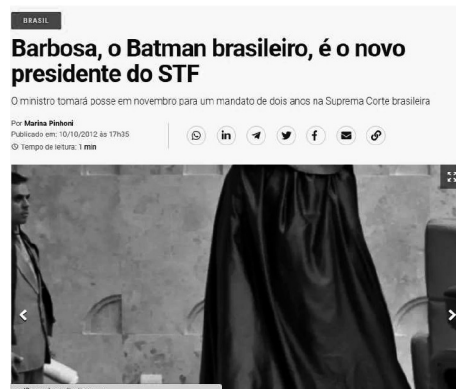 BRASIL
Barbosa, o Batman brasileiro, é o novo
presidente do STF
O ministro tomará posse em novembro para um mandato de dois anos na Suprema Corte brasileira
Por Marina Pinhoni
Publicado em: 10/10/2012 às 17h35
Tempo de leitura: 1 min